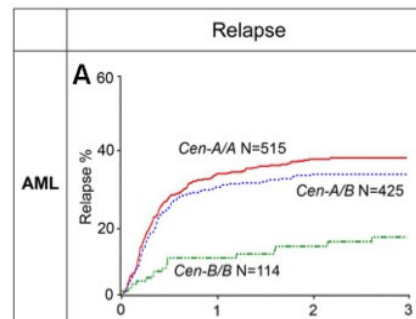 Relapse
AML
A
Relapse %
60
40
20
0
Cen-A/A N=515
Cen-A/B N=425
Cen-B/B N=114
0 1 2 3